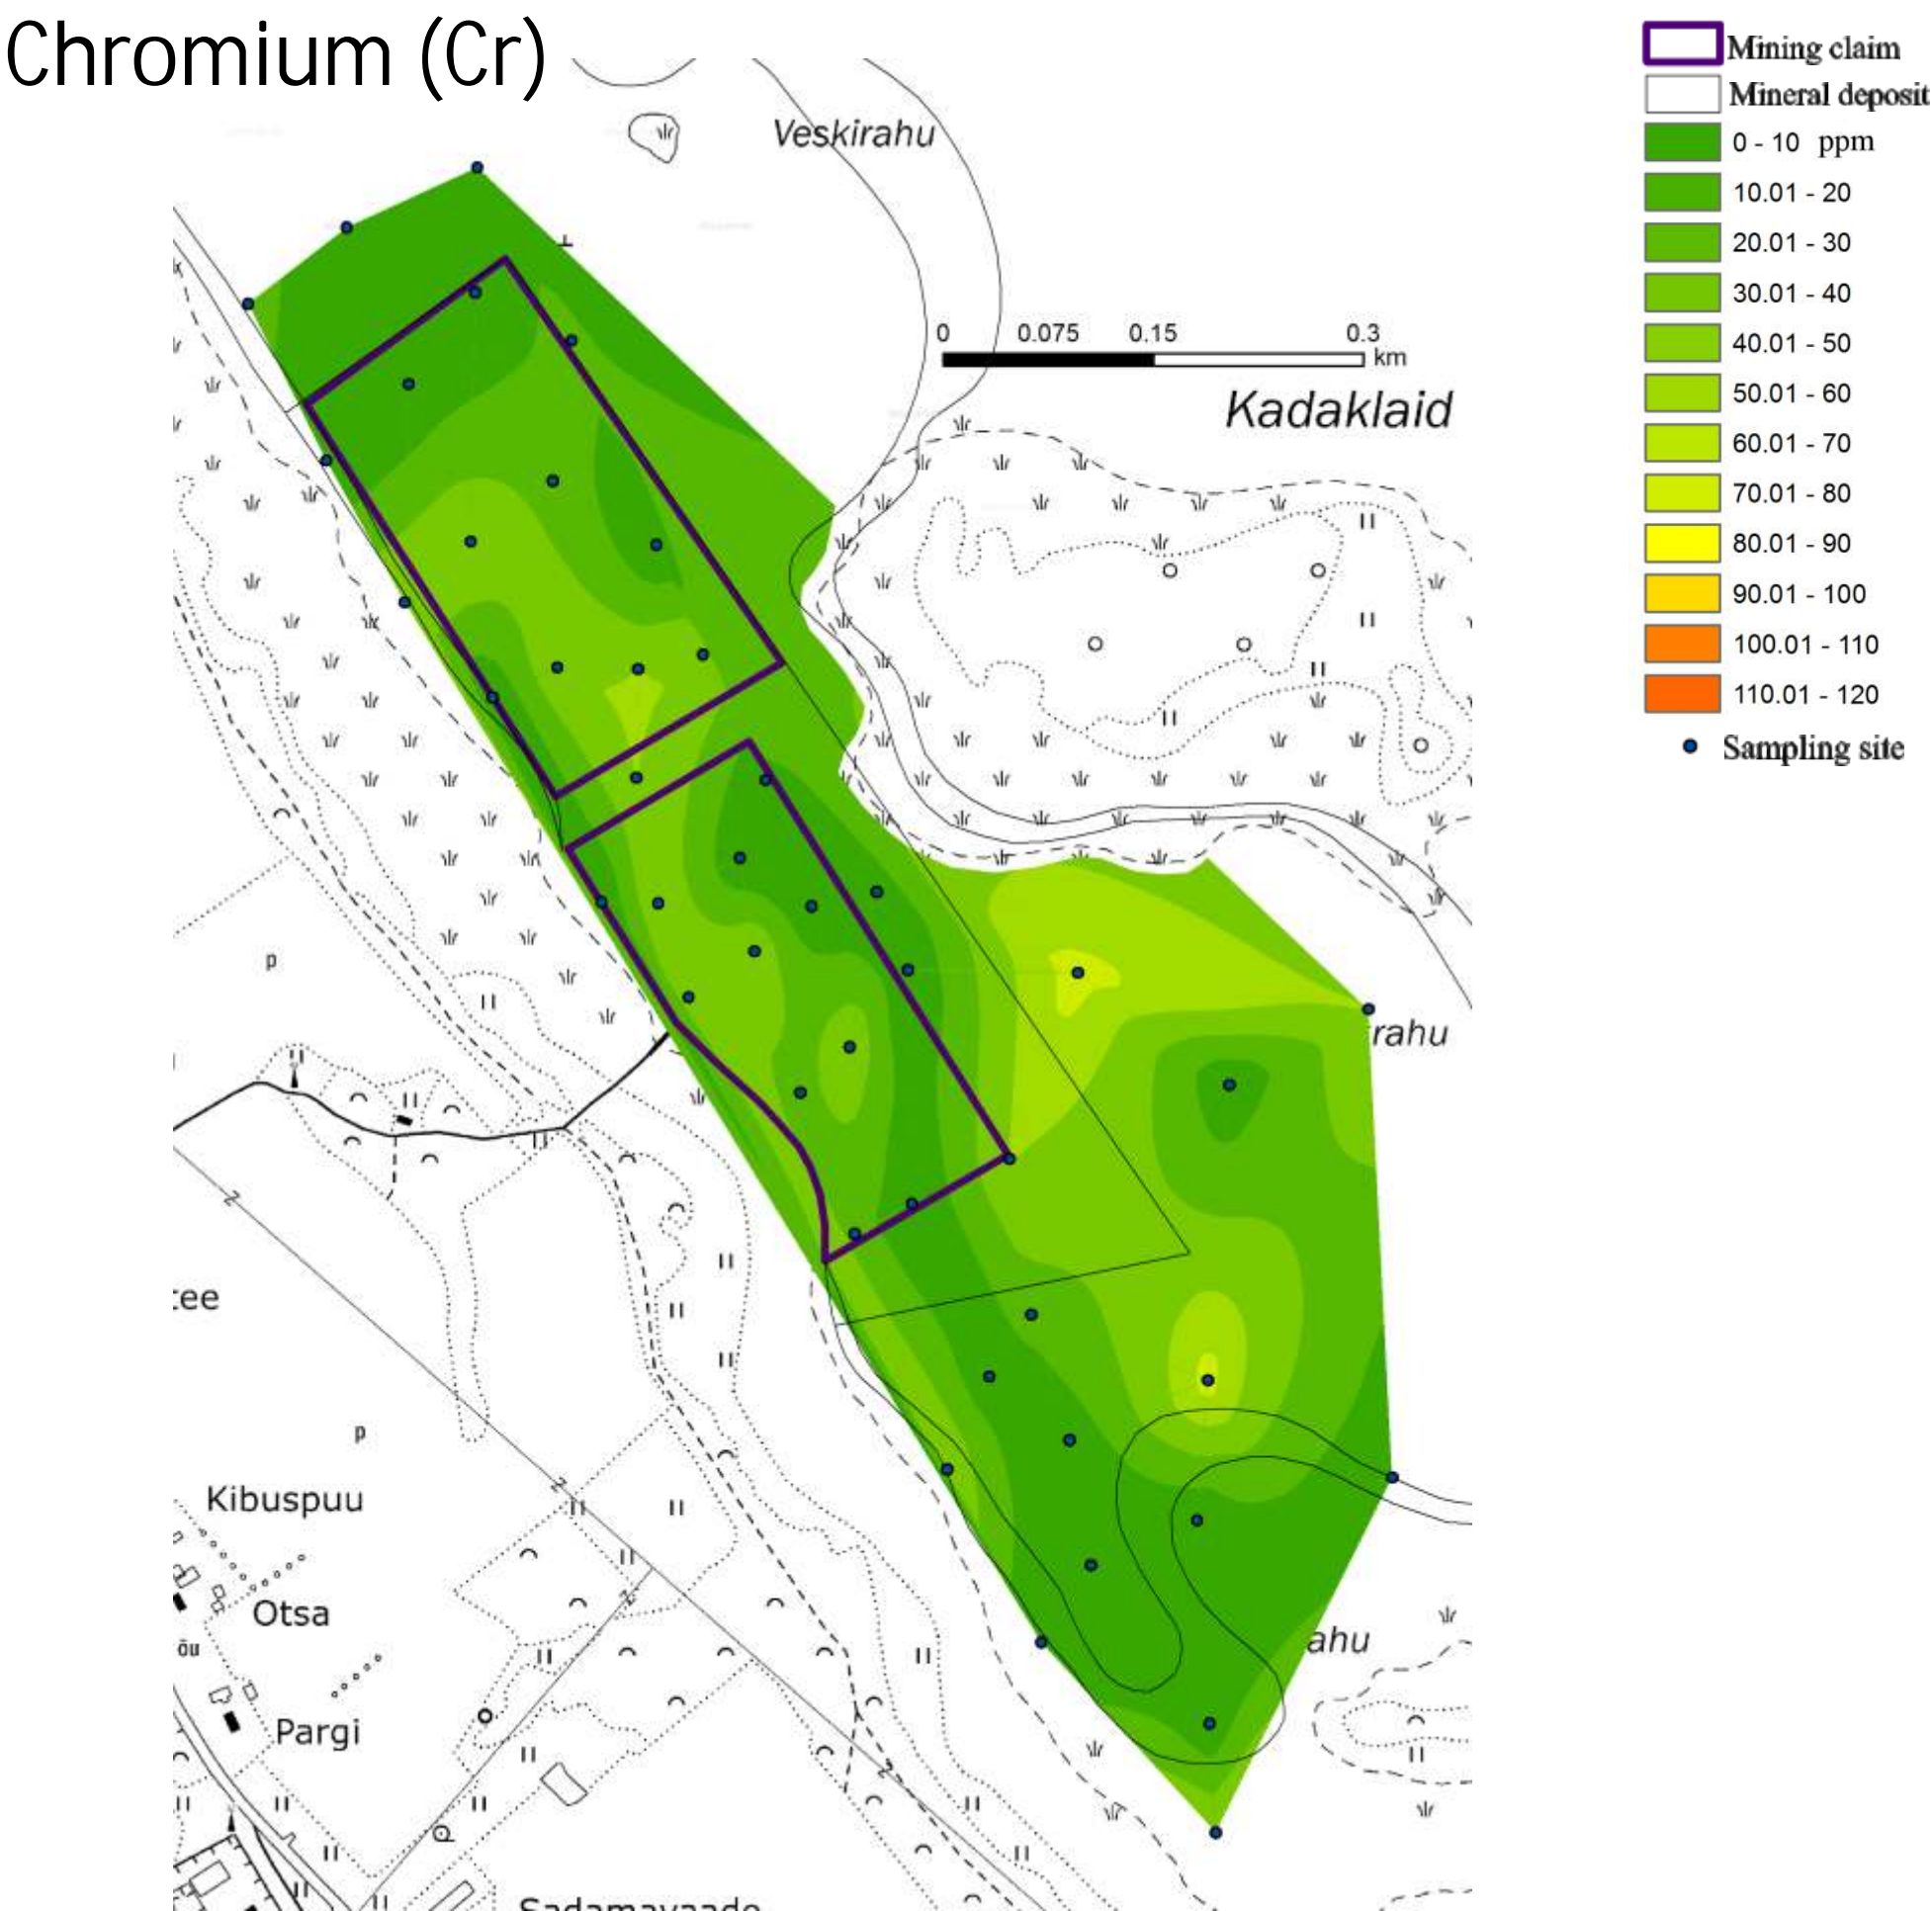 Chromium (Cr)
Mining claim
Mineral deposit
0 - 10 ppm
10.01 - 20
20.01 - 30
30.01 - 40
40.01 - 50
50.01 - 60
60.01 - 70
70.01 - 80
80.01 - 90
90.01 - 100
100.01 - 110
110.01 - 120
Sampling site
Veskirahu
0 0.075 0.15 0.3
km
Kadaklaid
p
rahu
tee
p
Kibuspuu
Otsa
õu
ahu
Pargi